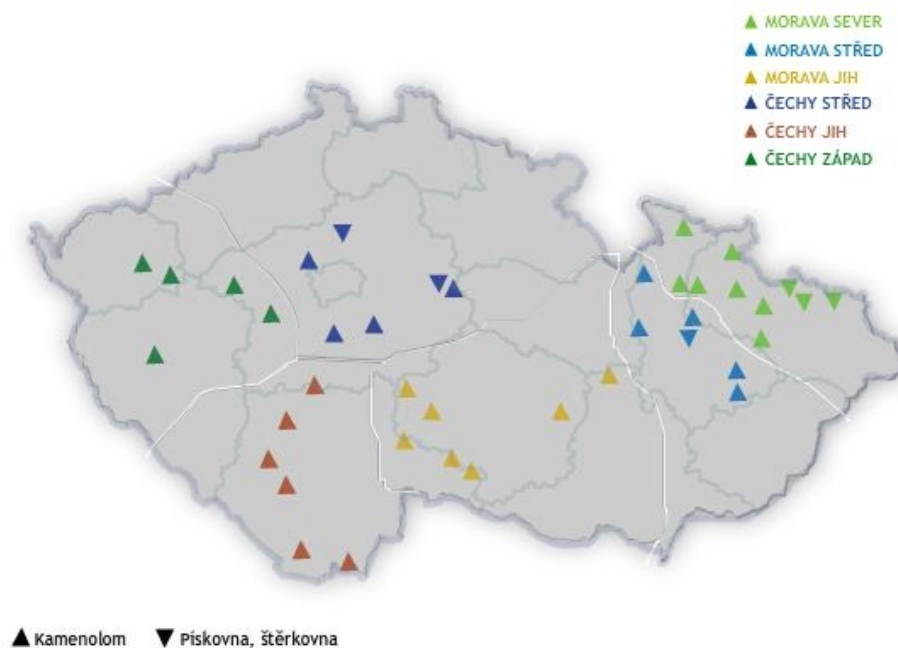 MORAVA SEVER
MORAVA STŘED
MORAVA JIH
ČECHY STŘED
ČECHY JIH
ČECHY ZÁPAD
Kamenolom Pískovna, štěrkovna